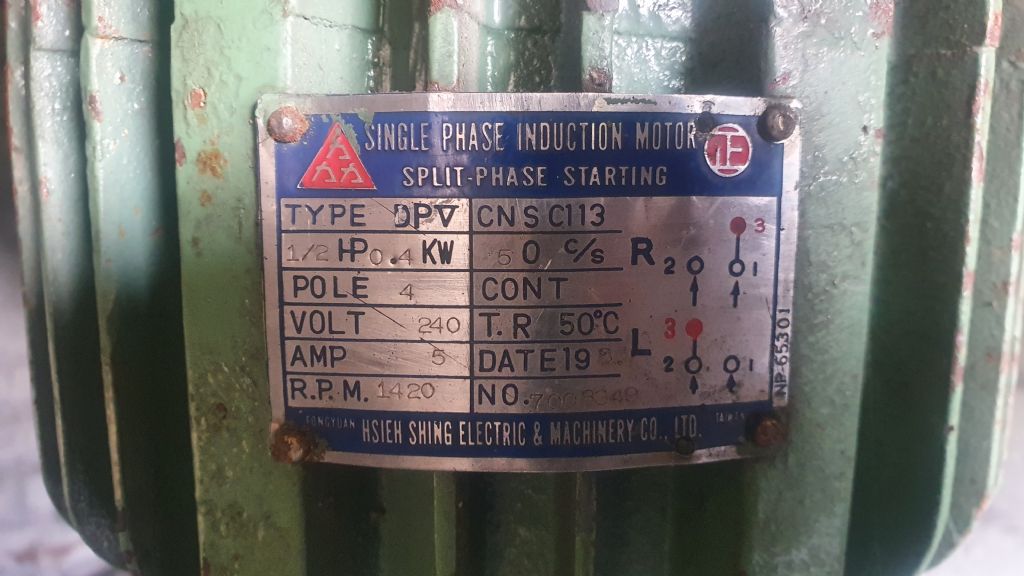 SINGLE PHASE INDUCTION MOTOR
SPLIT-PHASE STARTING
TYPE DPV CNS C113
1/2 HP 0.4 KW 50 C/S R 2 1 3
POLE 4 CONT
VOLT 240 T.R 50°C L 3
AMP 5 DATE 19 2 1
R.P.M. 1420 NO.
NP-65301
FONGYUAN HSIEH SHING ELECTRIC & MACHINERY CO., LTD. TAIWAN